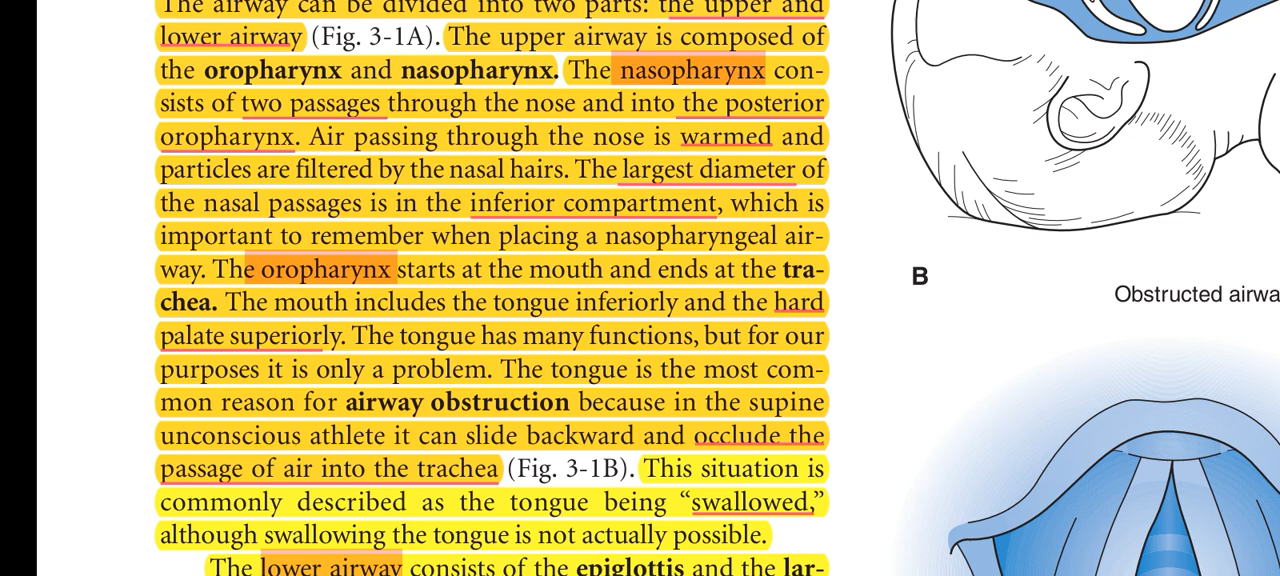 The airway can be divided into two parts: the upper and
lower airway (Fig. 3-1A). The upper airway is composed of
the oropharynx and nasopharynx. The nasopharynx con-
sists of two passages through the nose and into the posterior
oropharynx. Air passing through the nose is warmed and
particles are filtered by the nasal hairs. The largest diameter of
the nasal passages is in the inferior compartment, which is
important to remember when placing a nasopharyngeal air-
way. The oropharynx starts at the mouth and ends at the tra-
chea. The mouth includes the tongue inferiorly and the hard
palate superiorly. The tongue has many functions, but for our
purposes it is only a problem. The tongue is the most com-
mon reason for airway obstruction because in the supine
unconscious athlete it can slide backward and occlude the
passage of air into the trachea (Fig. 3-1B). This situation is
commonly described as the tongue being “swallowed,”
although swallowing the tongue is not actually possible.
The lower airway consists of the epiglottis and the lar-
B
Obstructed airwa